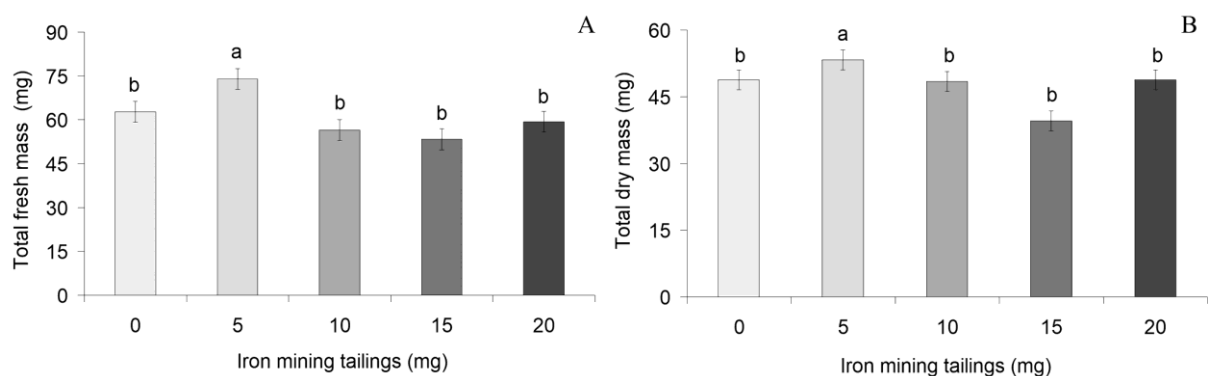 A
Total fresh mass (mg)
90
75
60
45
30
15
0
b
a
b
b
b
0 5 10 15 20
Iron mining tailings (mg)
B
Total dry mass (mg)
60
45
30
15
0
b
a
b
b
b
0 5 10 15 20
Iron mining tailings (mg)